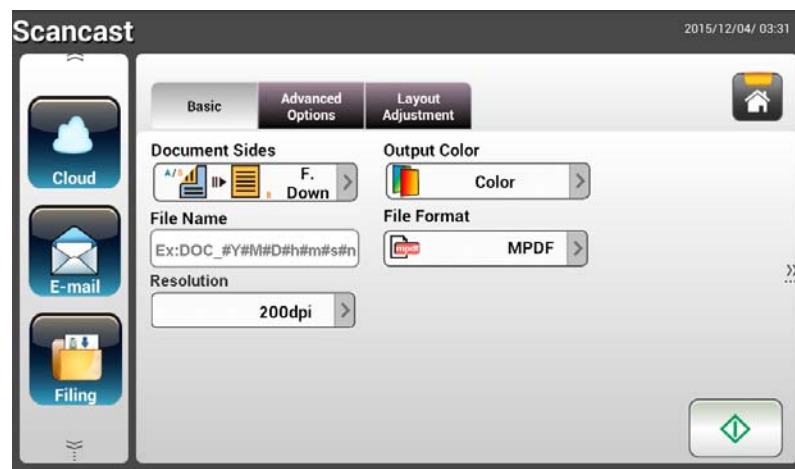 Scancast
2015/12/04/ 03:31
Cloud
E-mail
Filing
Basic
Advanced
Options
Layout
Adjustment
Document Sides
A/B
B
F.
Down
Output Color
Color
File Name
Ex:DOC_#Y#M#D#h#m#s#n
File Format
mpdf
MPDF
Resolution
200dpi